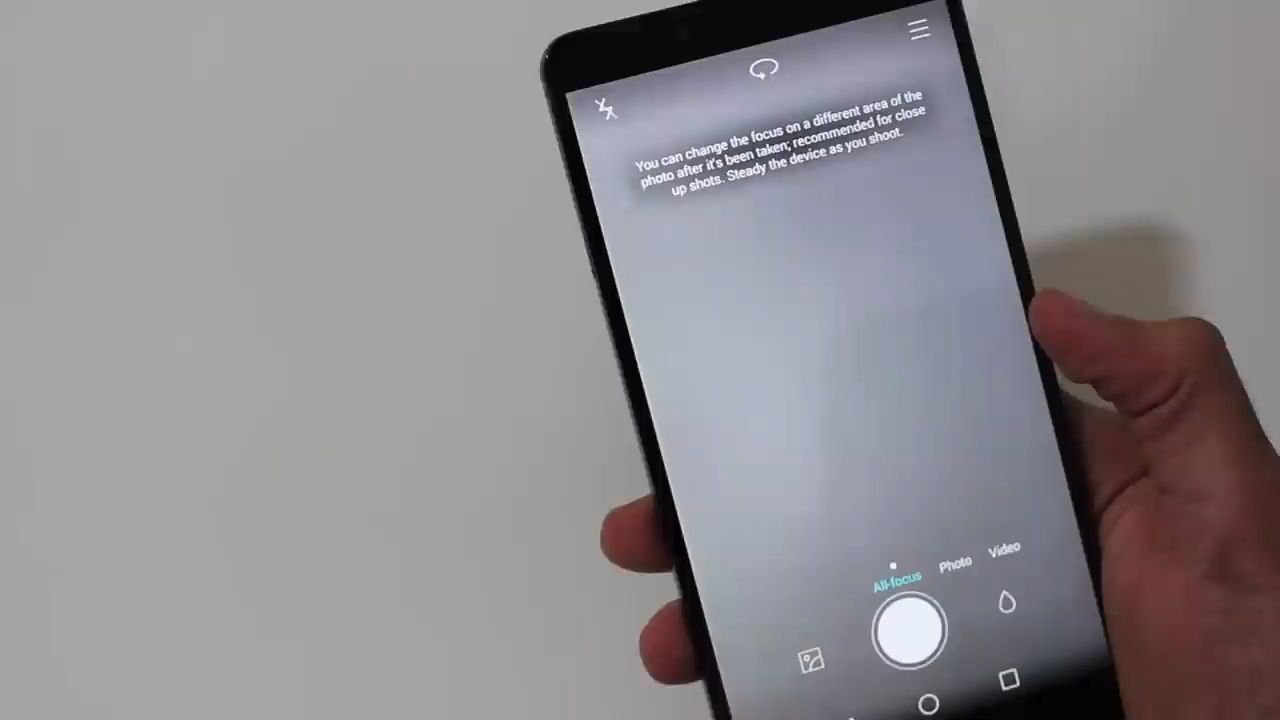 You can change the focus on a different area of the
photo after it's been taken; recommended for close
up shots. Steady the device as you shoot.
All-focus Photo Video